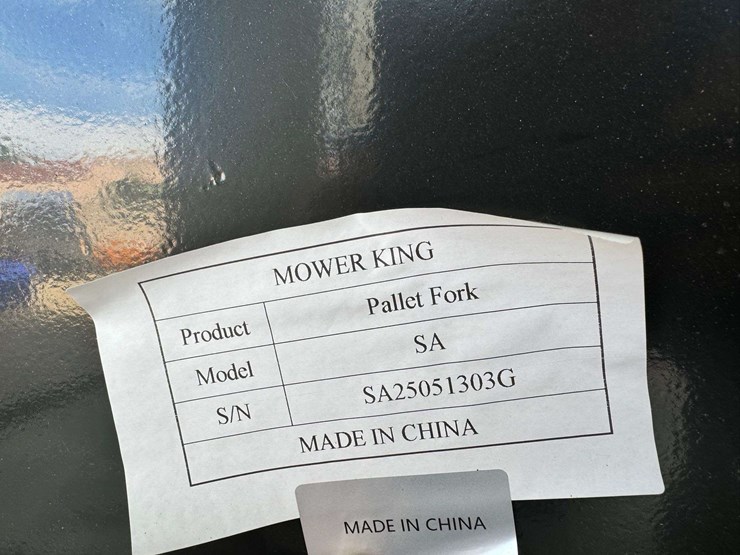 MOWER KING
Product Pallet Fork
Model SA
S/N SA25051303G
MADE IN CHINA
MADE IN CHINA